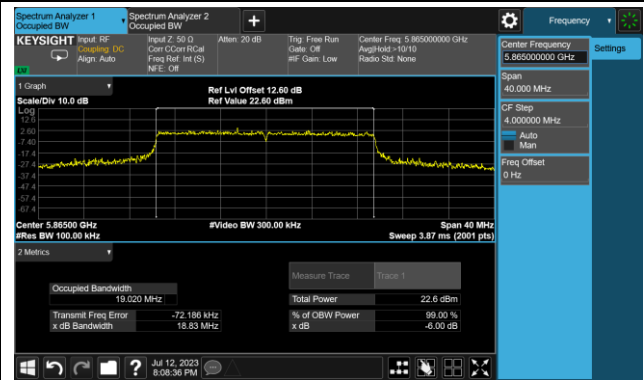 Spectrum Analyzer 1
Occupied BW
Spectrum Analyzer 2
Occupied BW
+
Frequency
KEYSIGHT
Input: RF
Coupling: DC
Align: Auto
Input Z: 50 Ω
Corr CCorr RCal
Freq Ref: Int (S)
NFE: Off
Atten: 20 dB
Trig: Free Run
Gate: Off
#IF Gain: Low
Center Freq: 5.865000000 GHz
Avg|Hold:>10/10
Radio Std: None
Center Frequency
5.865000000 GHz
Settings
Span
40.000 MHz
CF Step
4.000000 MHz
Auto
Man
Freq Offset
0 Hz
1 Graph
Scale/Div 10.0 dB
Ref Lvl Offset 12.60 dB
Ref Value 22.60 dBm
Log
12.6
2.60
-7.40
-17.4
-27.4
-37.4
-47.4
-57.4
-67.4
Center 5.86500 GHz
#Res BW 100.00 kHz
#Video BW 300.00 kHz
Span 40 MHz
Sweep 3.87 ms (2001 pts)
2 Metrics
Measure Trace
Trace 1
Occupied Bandwidth
19.020 MHz
Total Power
22.6 dBm
Transmit Freq Error
-72.186 kHz
% of OBW Power
99.00 %
x dB Bandwidth
18.83 MHz
x dB
-6.00 dB
?
Jul 12, 2023
8:08:36 PM